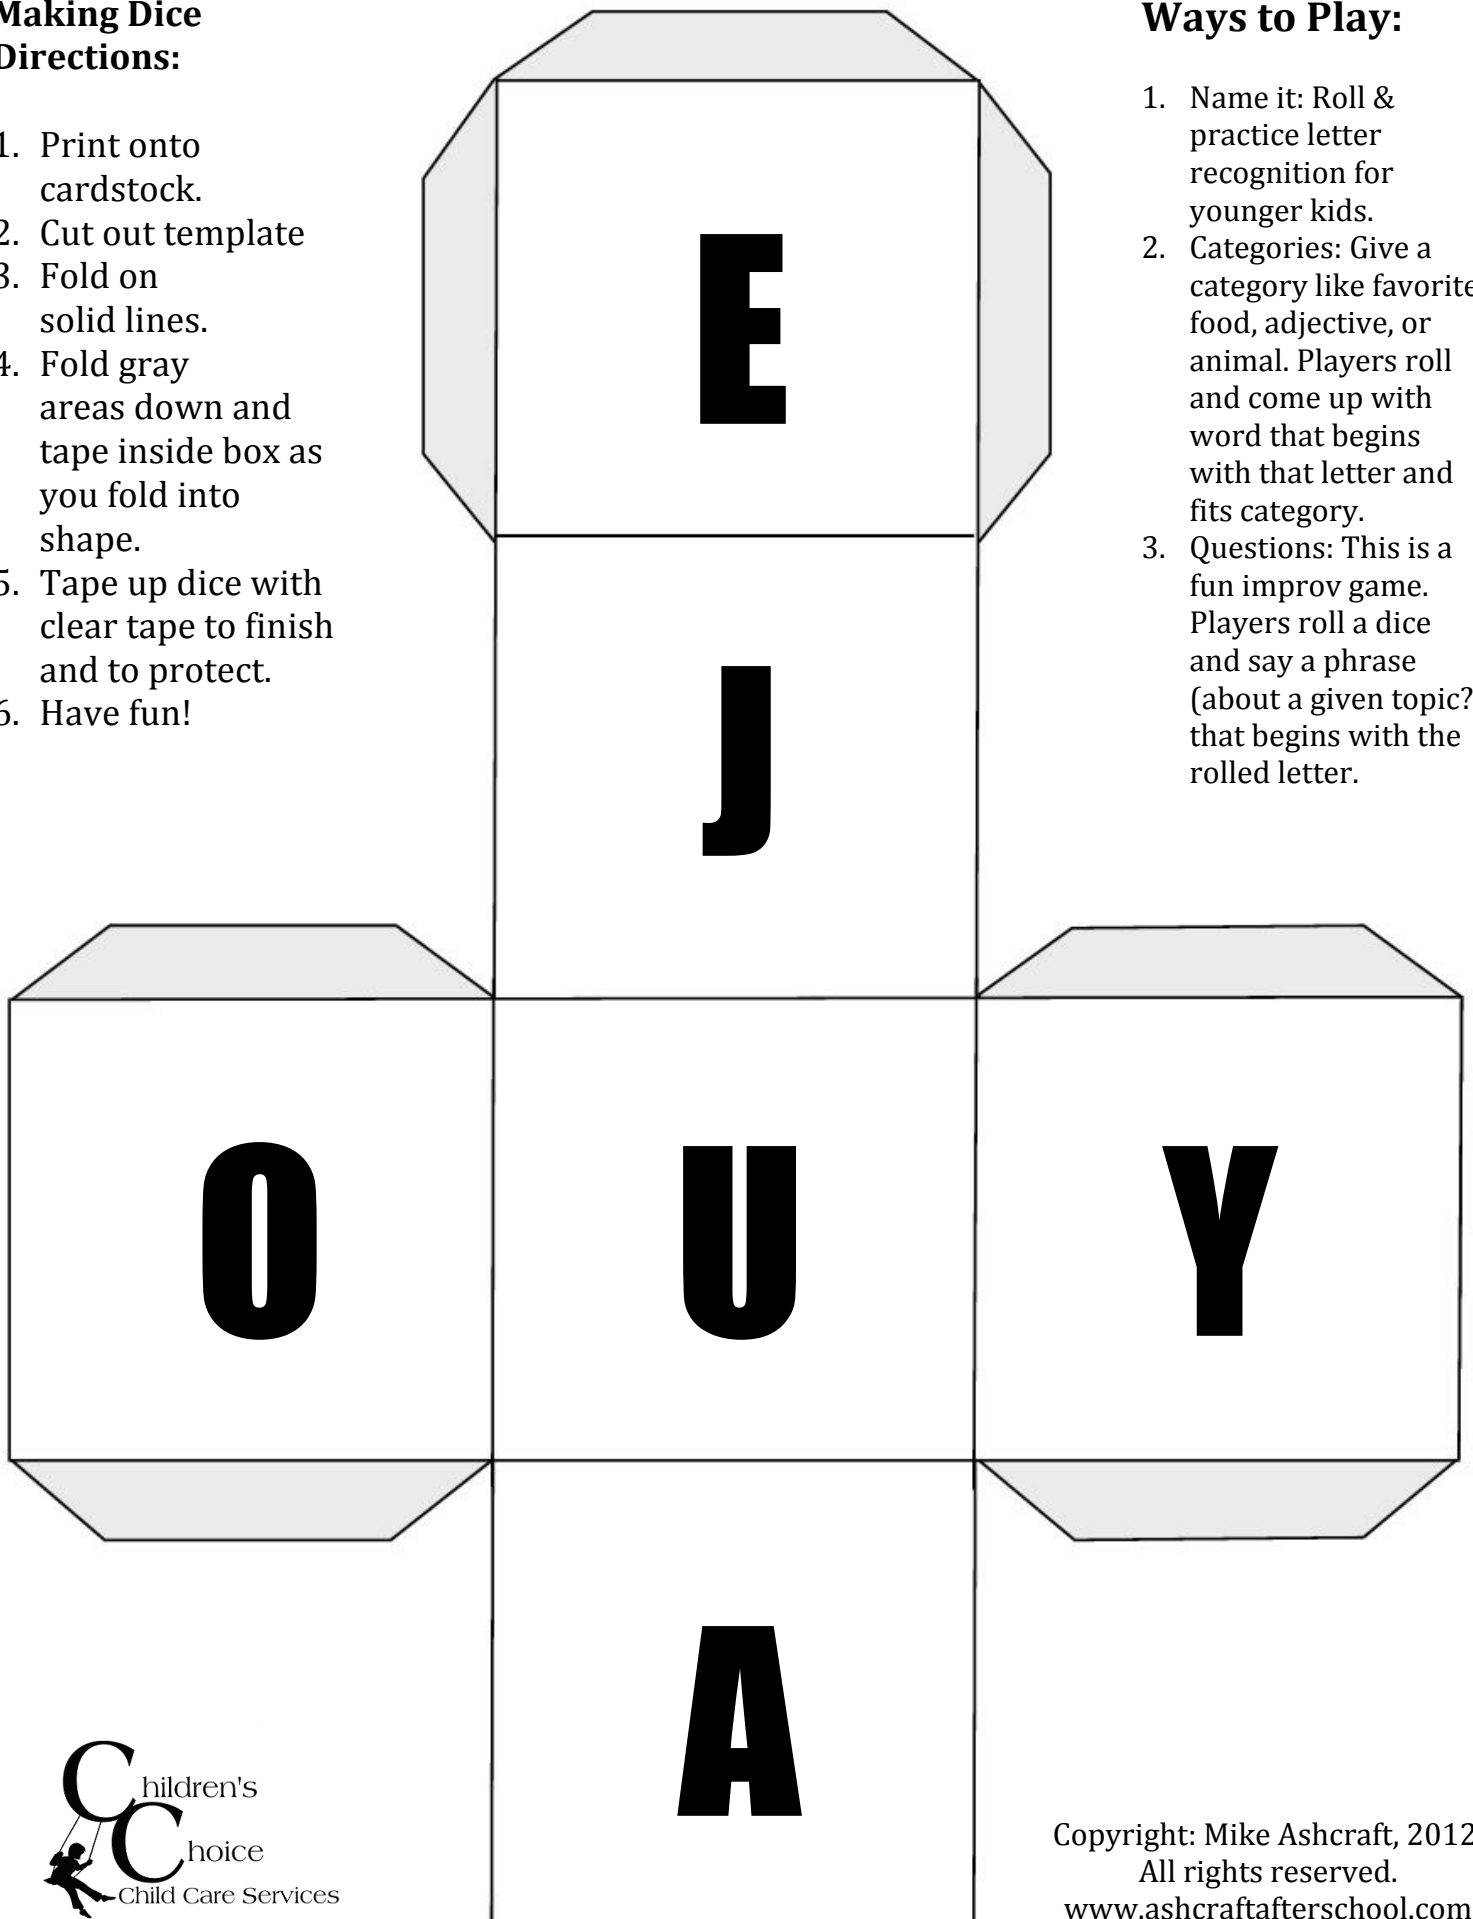 Making Dice
Directions:
1. Print onto
cardstock.
2. Cut out template
3. Fold on
solid lines.
4. Fold gray
areas down and
tape inside box as
you fold into
shape.
5. Tape up dice with
clear tape to finish
and to protect.
6. Have fun!
Ways to Play:
1. Name it: Roll &
practice letter
recognition for
younger kids.
2. Categories: Give a
category like favorite
food, adjective, or
animal. Players roll
and come up with
word that begins
with that letter and
fits category.
3. Questions: This is a
fun improv game.
Players roll a dice
and say a phrase
(about a given topic?
that begins with the
rolled letter.
E
J
O U Y
A
Children's
Choice
Child Care Services
Copyright: Mike Ashcraft, 2012
All rights reserved.
www.ashcraftafterschool.com